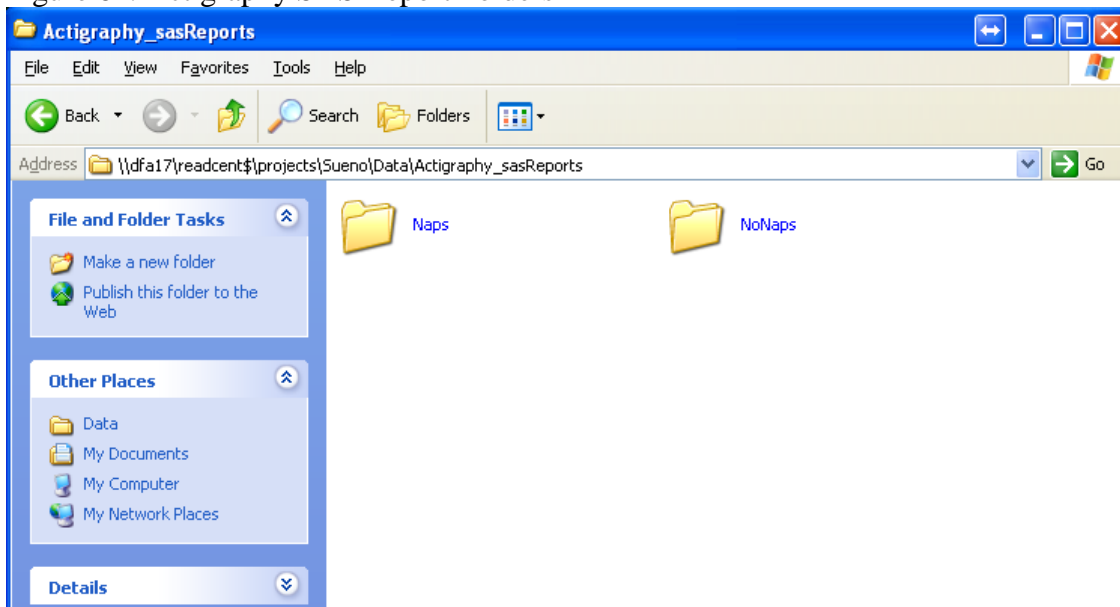 Actigraphy_sasReports
File Edit View Favorites Tools Help
Back Search Folders
Address \\dfa17\readcent$\projects\Sueno\Data\Actigraphy_sasReports Go
File and Folder Tasks
Make a new folder
Publish this folder to the
Web
Other Places
Data
My Documents
My Computer
My Network Places
Details
Naps
NoNaps